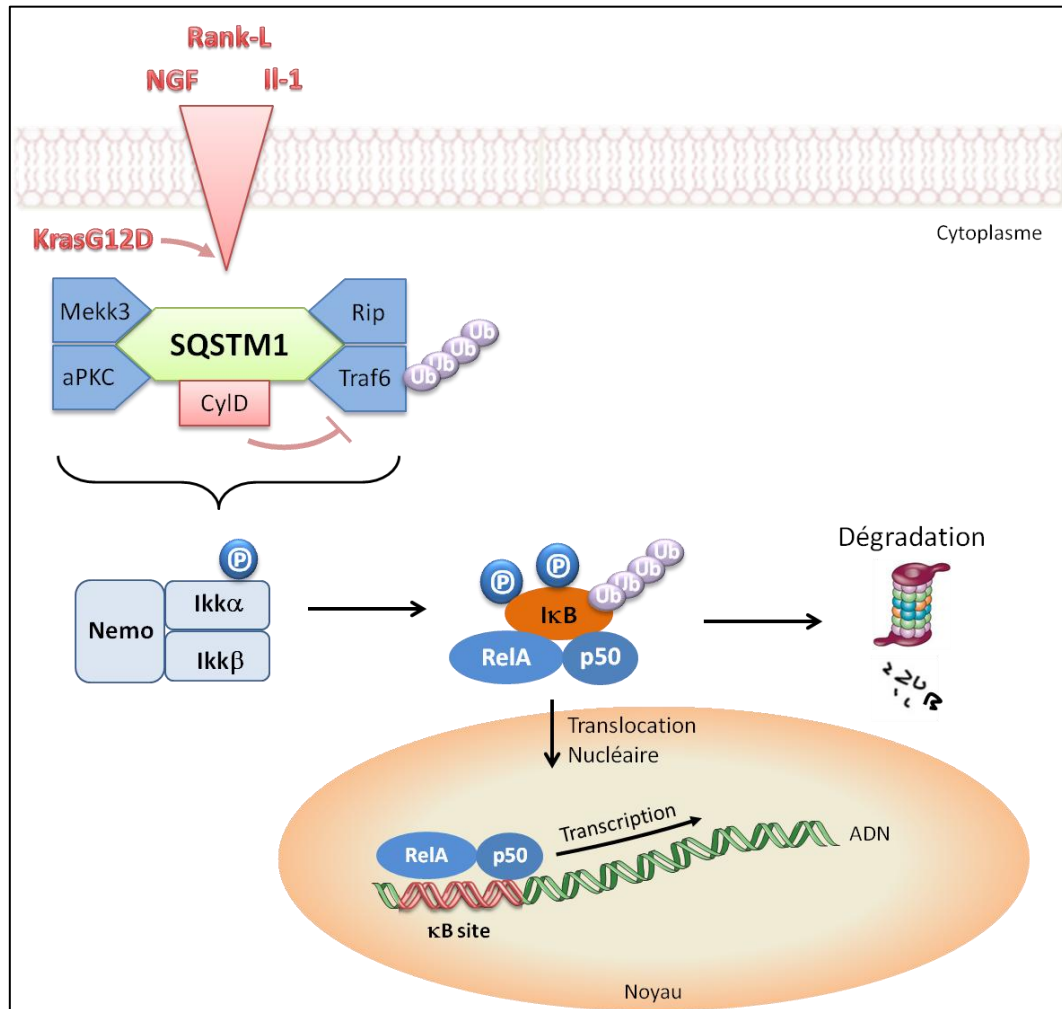 Rank-L
NGF
Il-1
Cytoplasme
KrasG12D
Mekk3
Rip
SQSTM1
aPKC
Traf6
Ub
Ub
Ub
Ub
CylD
P
Ikkα
Nemo
Ikkβ
P
P
Ub
Ub
Ub
Ub
IκB
RelA
p50
Dégradation
Translocation
Nucléaire
Transcription
ADN
RelA
p50
κB site
Noyau